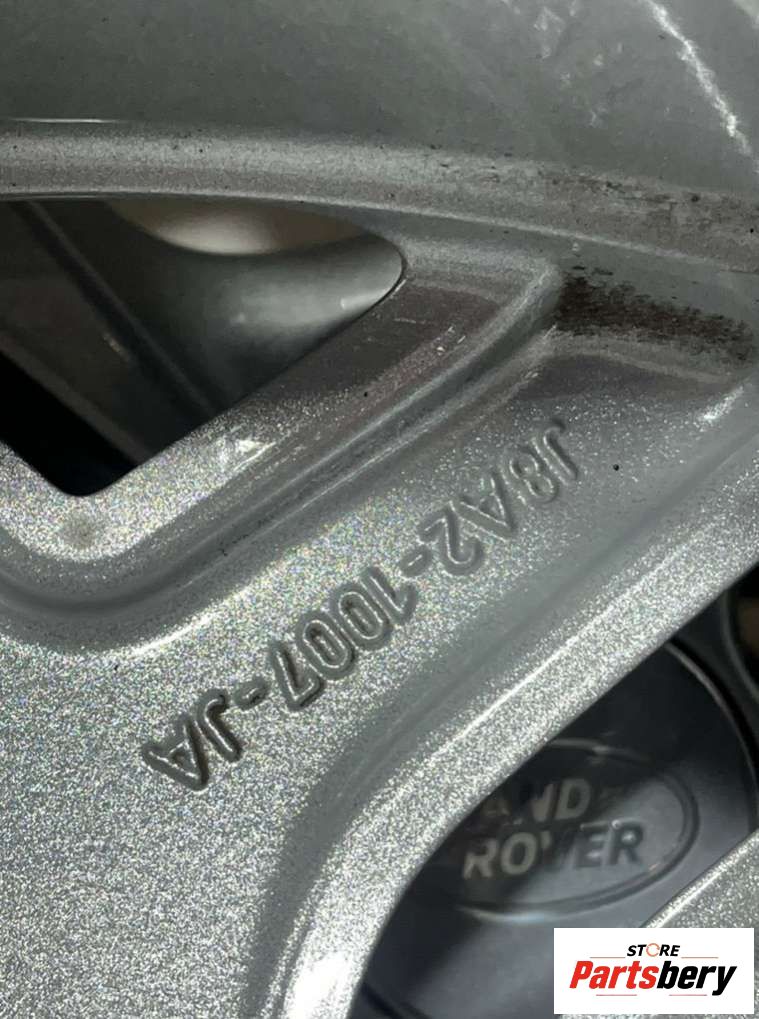 J8A2-1007-JA
LAND-
ROVER
STORE
Partsbery